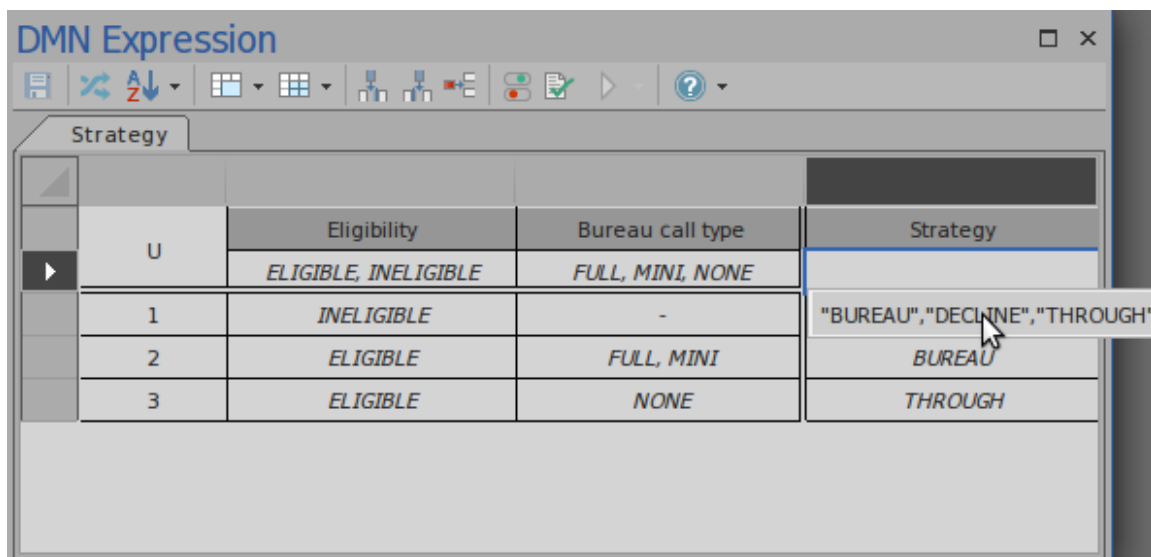 DMN Expression
Strategy
U Eligibility Bureau call type Strategy
ELIGIBLE, INELIGIBLE FULL, MINI, NONE
1 INELIGIBLE - "BUREAU","DECLINE","THROUGH"
2 ELIGIBLE FULL, MINI BUREAU
3 ELIGIBLE NONE THROUGH